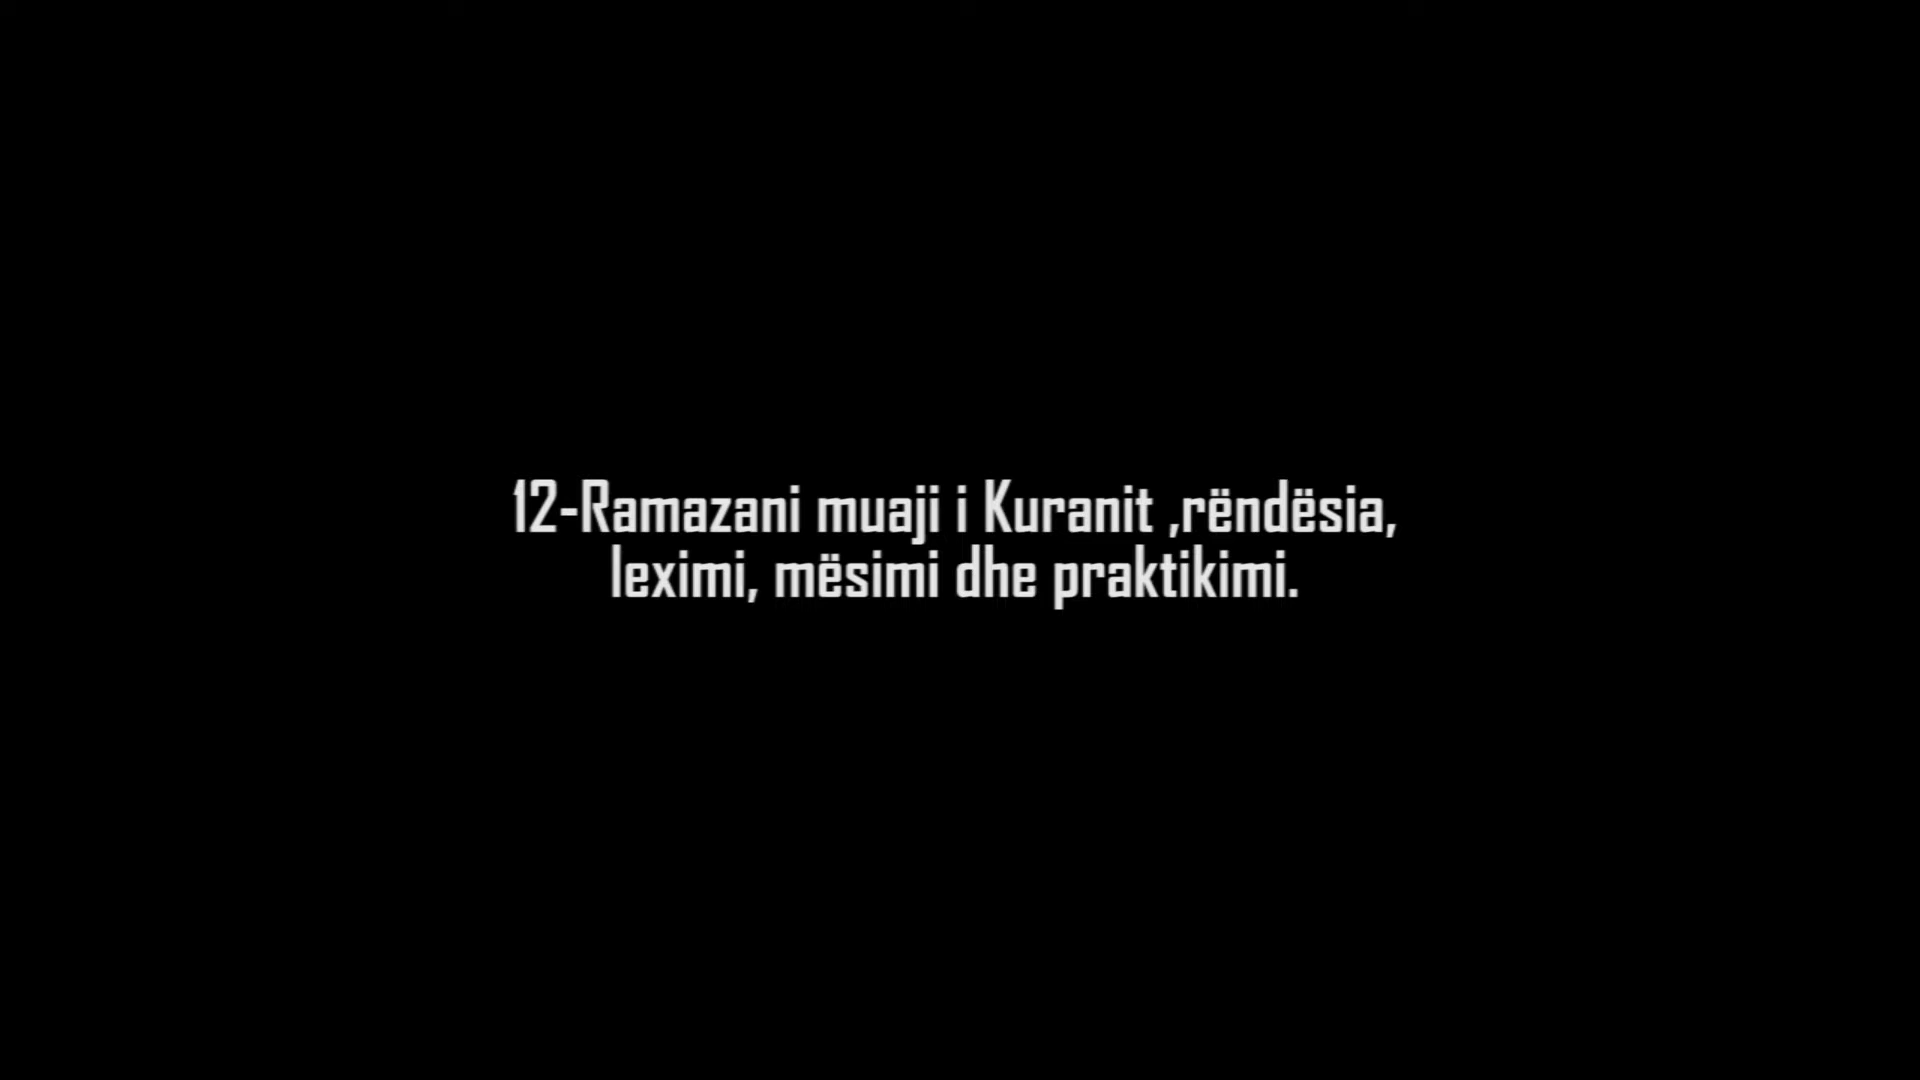 12-Ramazani muaji i Kuranit ,rëndësia,
leximi, mësimi dhe praktikimi.